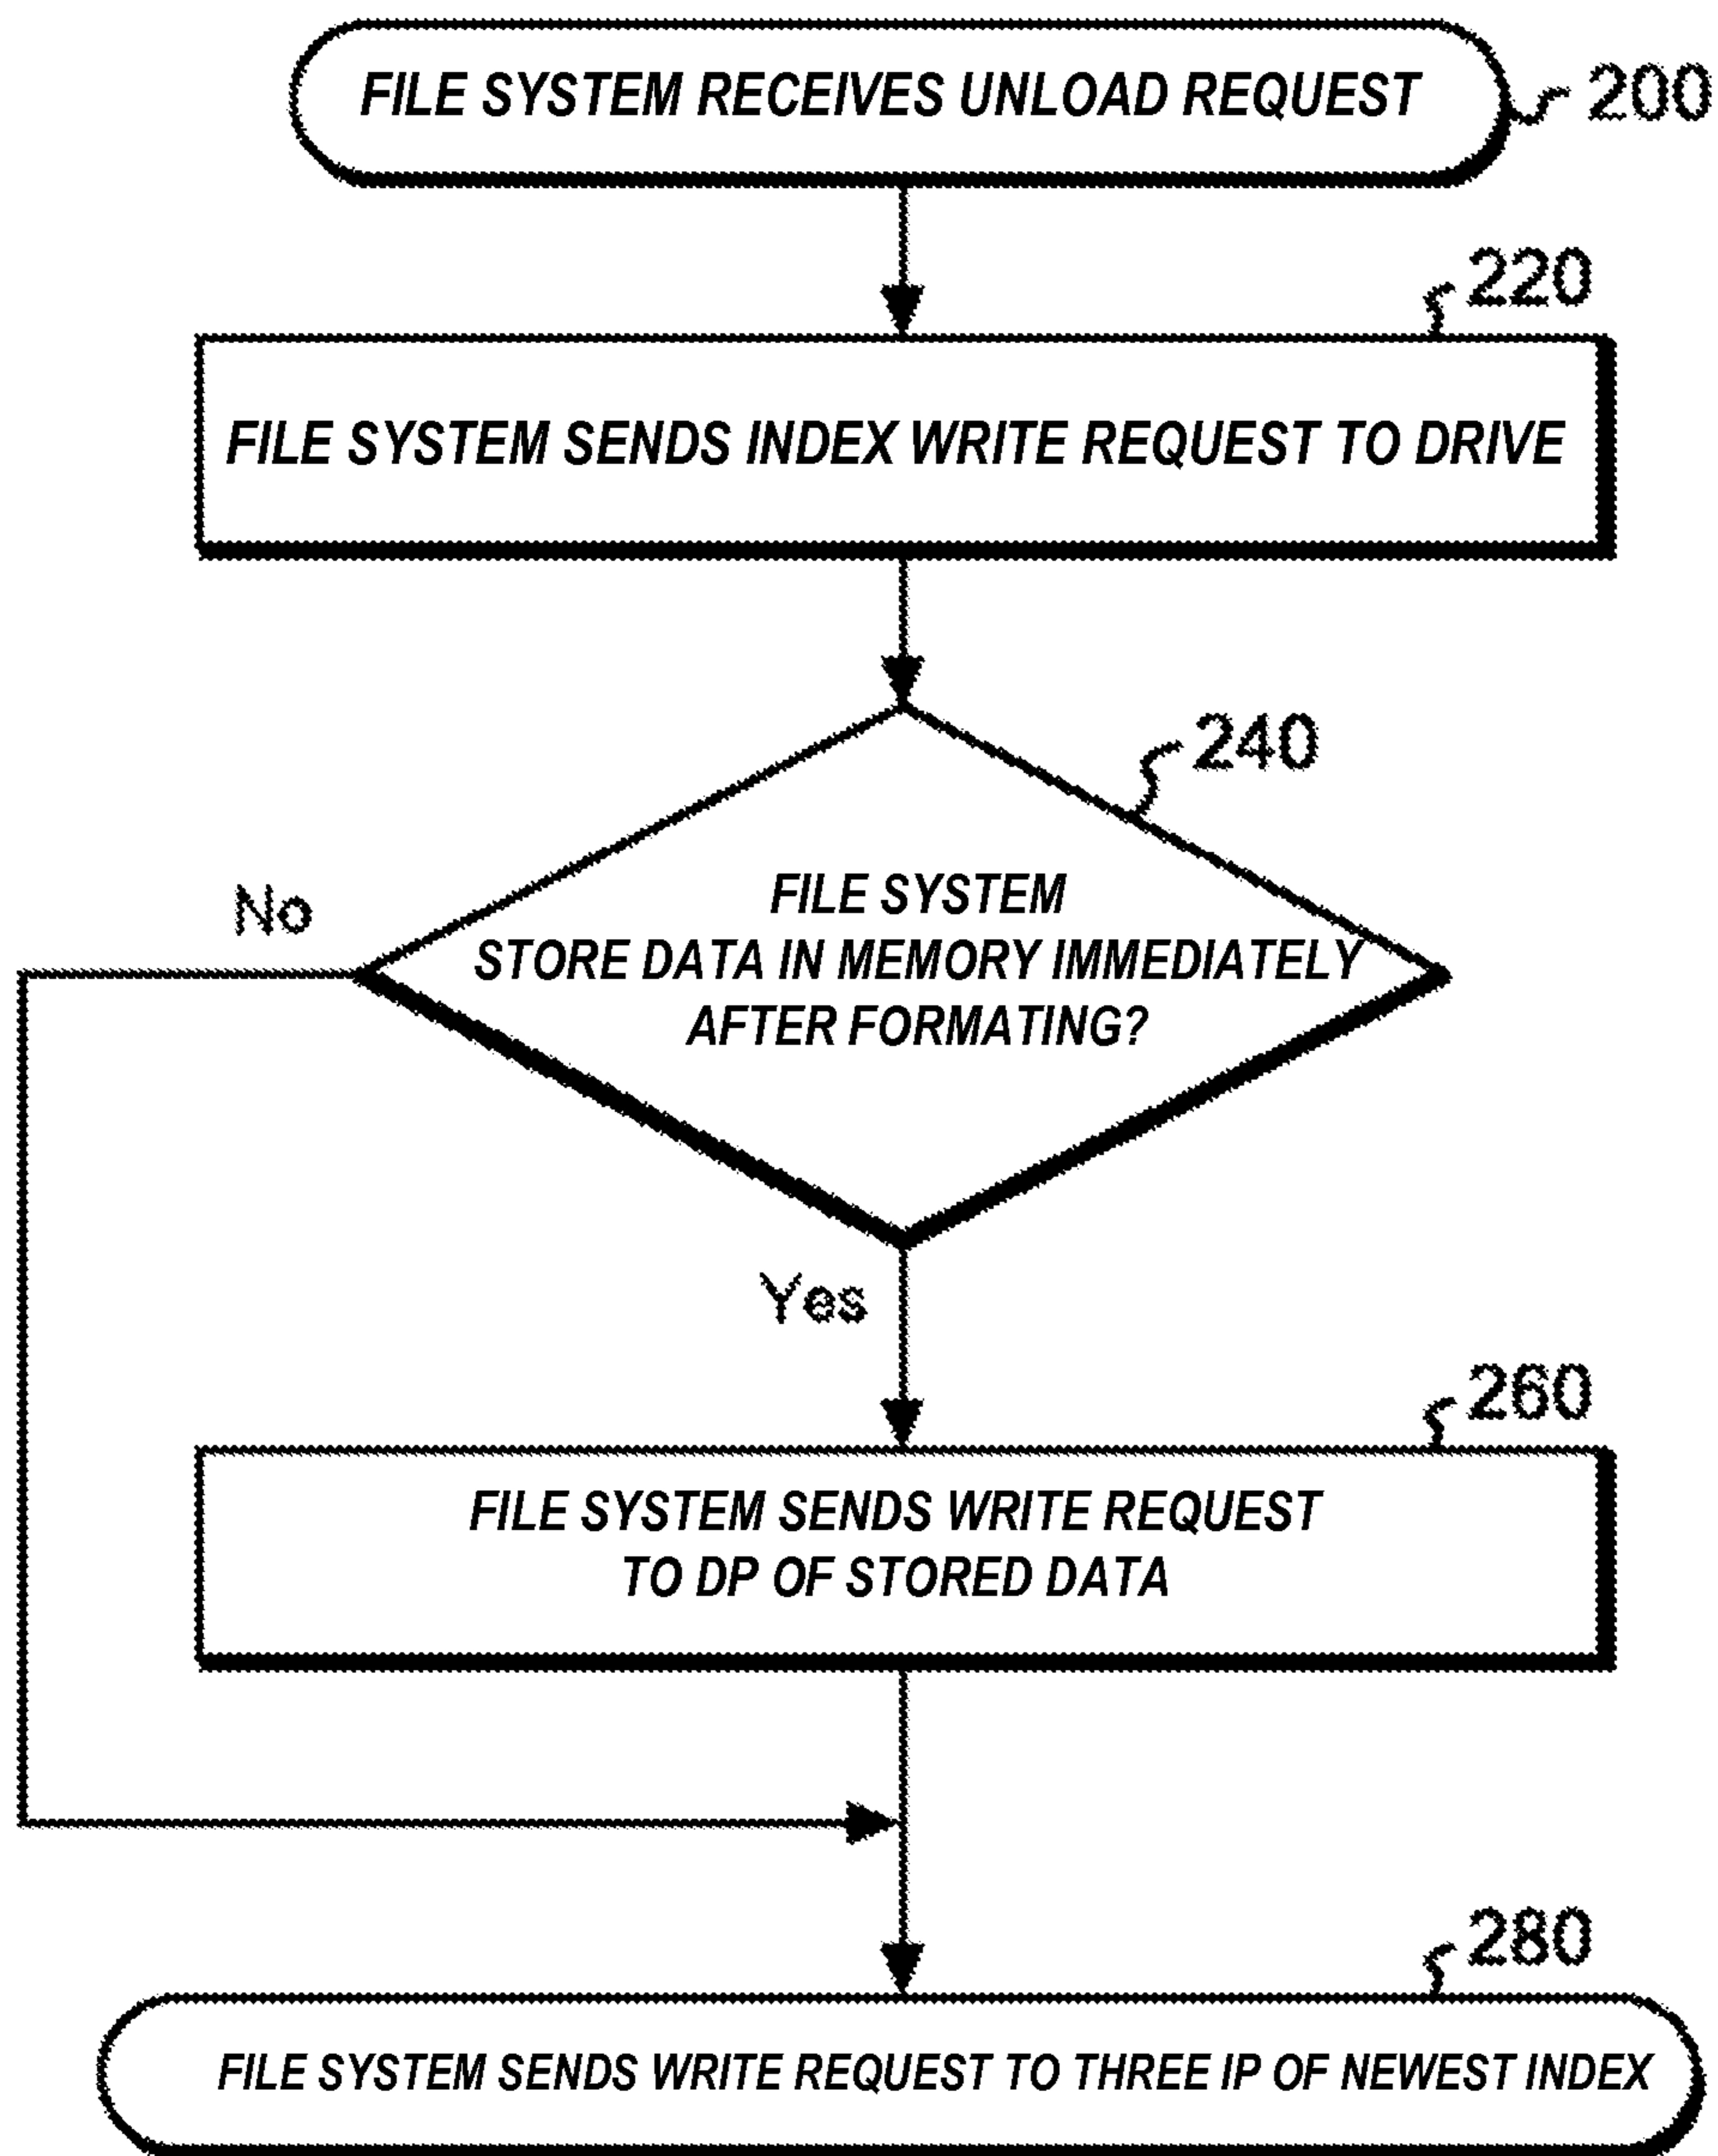 FILE SYSTEM RECEIVES UNLOAD REQUEST
200
220
FILE SYSTEM SENDS INDEX WRITE REQUEST TO DRIVE
240
No
FILE SYSTEM
STORE DATA IN MEMORY IMMEDIATELY
AFTER FORMATING?
Yes
260
FILE SYSTEM SENDS WRITE REQUEST
TO DP OF STORED DATA
280
FILE SYSTEM SENDS WRITE REQUEST TO THREE IP OF NEWEST INDEX